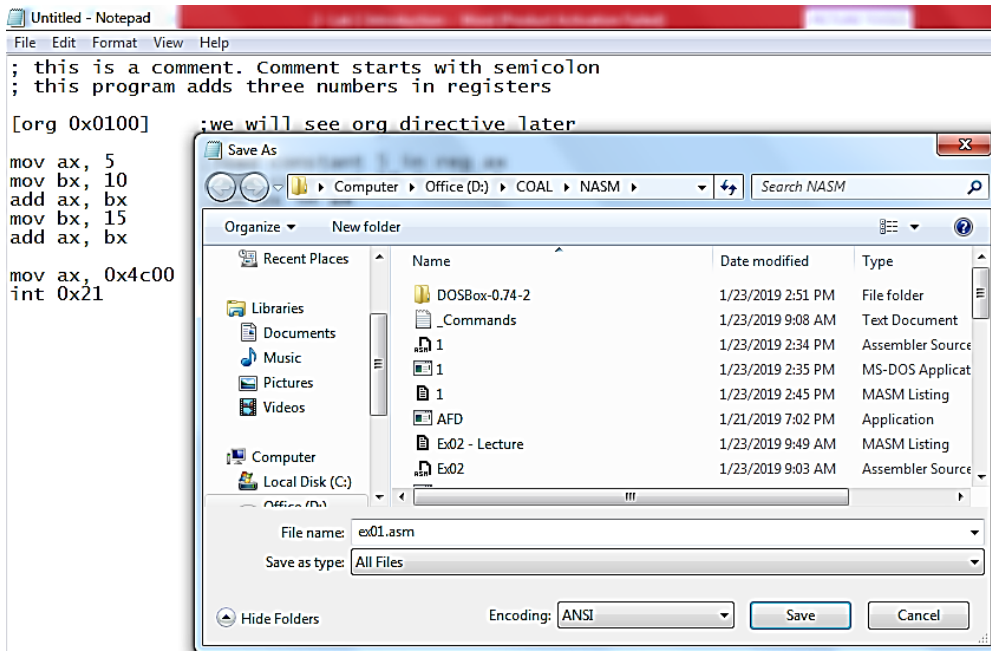 Untitled - Notepad
File Edit Format View Help
; this is a comment. Comment starts with semicolon
; this program adds three numbers in registers
[org 0x0100] ;we will see org directive later
mov ax, 5
mov bx, 10
add ax, bx
mov bx, 15
add ax, bx
mov ax, 0x4c00
int 0x21
Save As
Computer Office (D:) COAL NASM Search NASM
Organize New folder
Recent Places
Libraries
Documents
Music
Pictures
Videos
Computer
Local Disk (C:)
Office (D:)
Name Date modified Type
DOSBox-0.74-2 1/23/2019 2:51 PM File folder
_Commands 1/23/2019 9:08 AM Text Document
1 1/23/2019 2:34 PM Assembler Source
1 1/23/2019 2:35 PM MS-DOS Applicat
1 1/23/2019 2:45 PM MASM Listing
AFD 1/21/2019 7:02 PM Application
Ex02 - Lecture 1/23/2019 9:49 AM MASM Listing
Ex02 1/23/2019 9:03 AM Assembler Source
File name: ex01.asm
Save as type: All Files
Hide Folders Encoding: ANSI Save Cancel